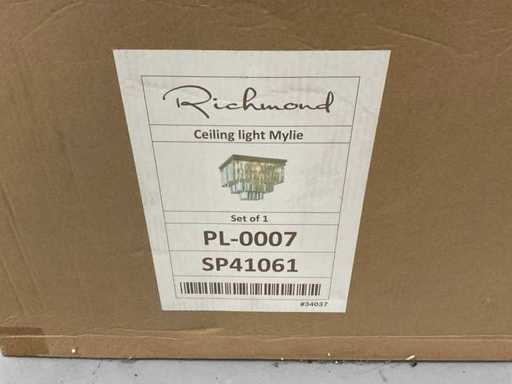 Richmond
Ceiling light Mylie
Set of 1
PL-0007
SP41061
#34037